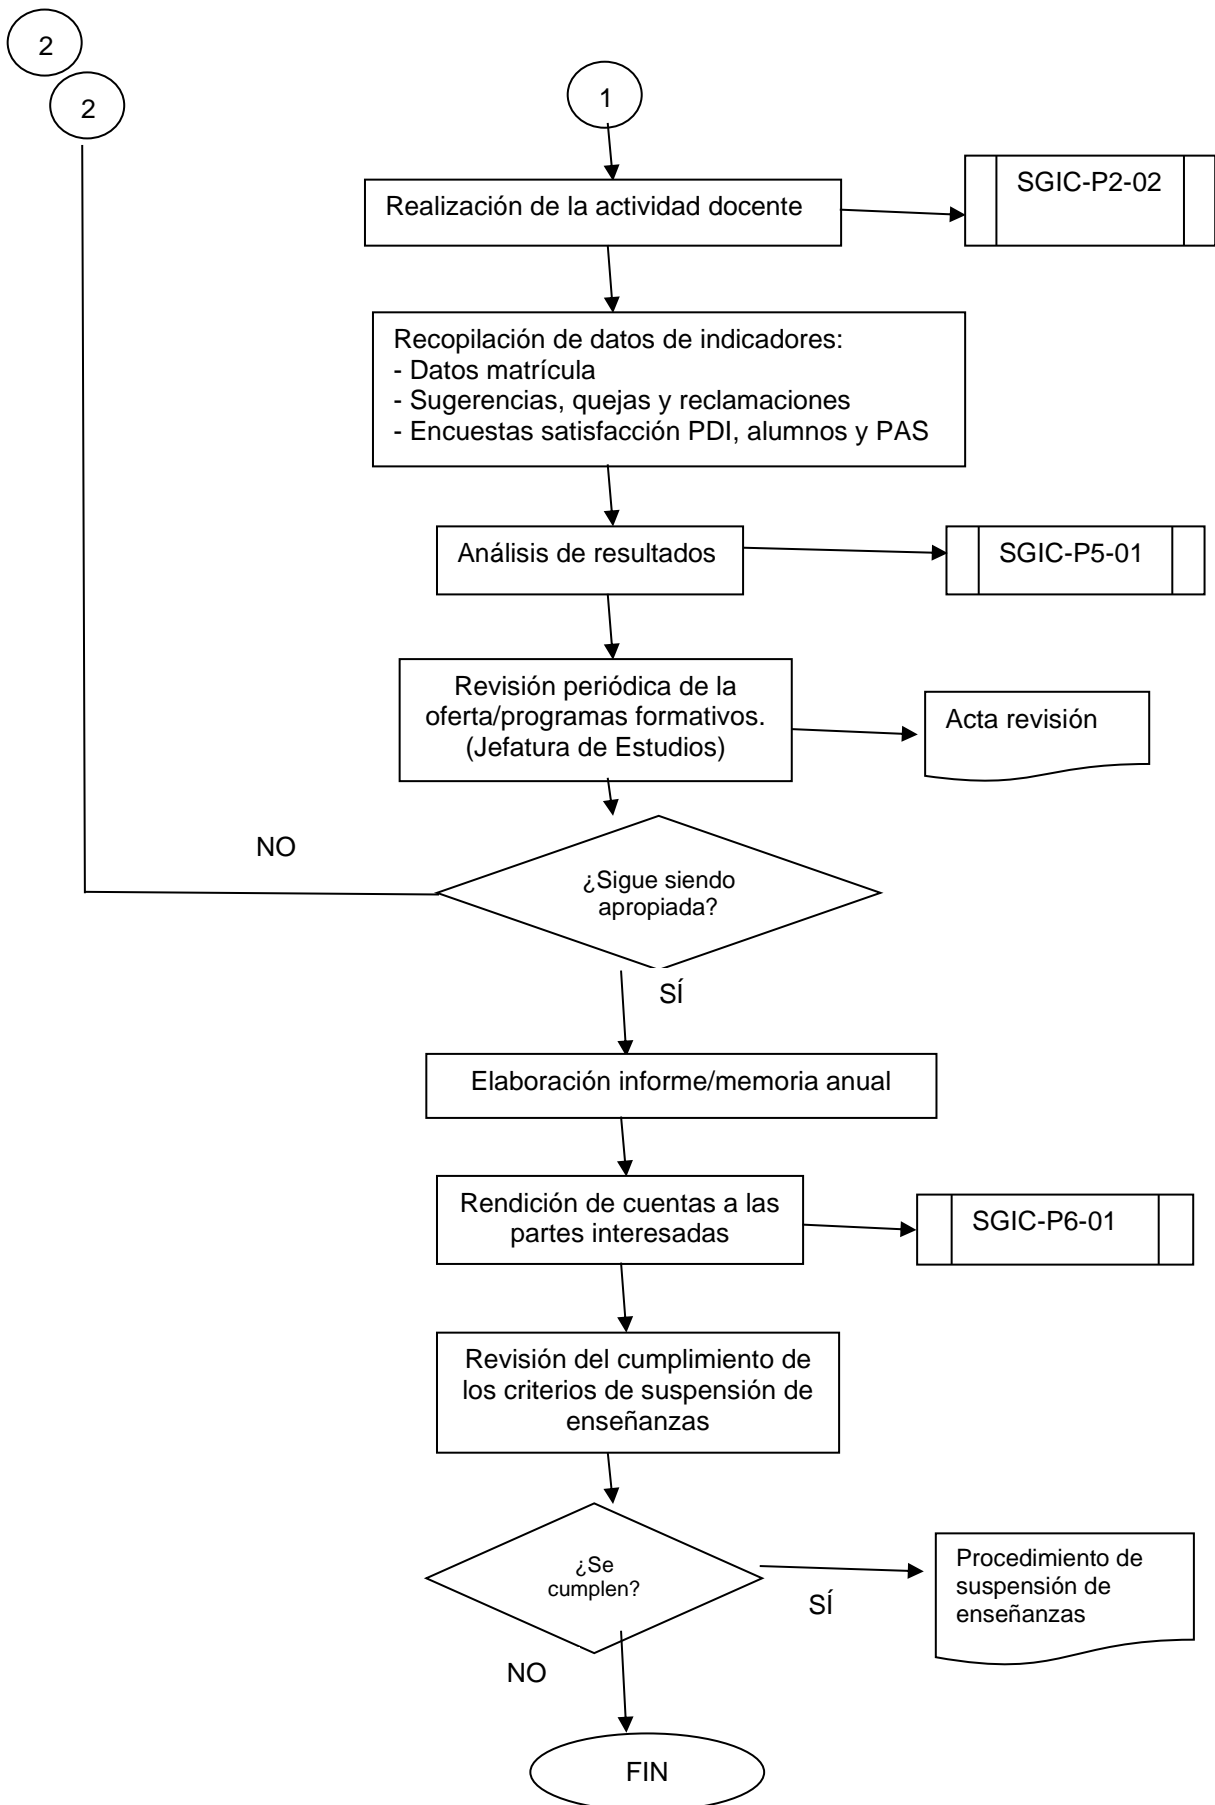 2
2
1
Realización de la actividad docente
SGIC-P2-02
Recopilación de datos de indicadores:
- Datos matrícula
- Sugerencias, quejas y reclamaciones
- Encuestas satisfacción PDI, alumnos y PAS
Análisis de resultados
SGIC-P5-01
Revisión periódica de la
oferta/programas formativos.
(Jefatura de Estudios)
Acta revisión
NO
¿Sigue siendo
apropiada?
SÍ
Elaboración informe/memoria anual
Rendición de cuentas a las
partes interesadas
SGIC-P6-01
Revisión del cumplimiento de
los criterios de suspensión de
enseñanzas
¿Se
cumplen?
SÍ
Procedimiento de
suspensión de
enseñanzas
NO
FIN